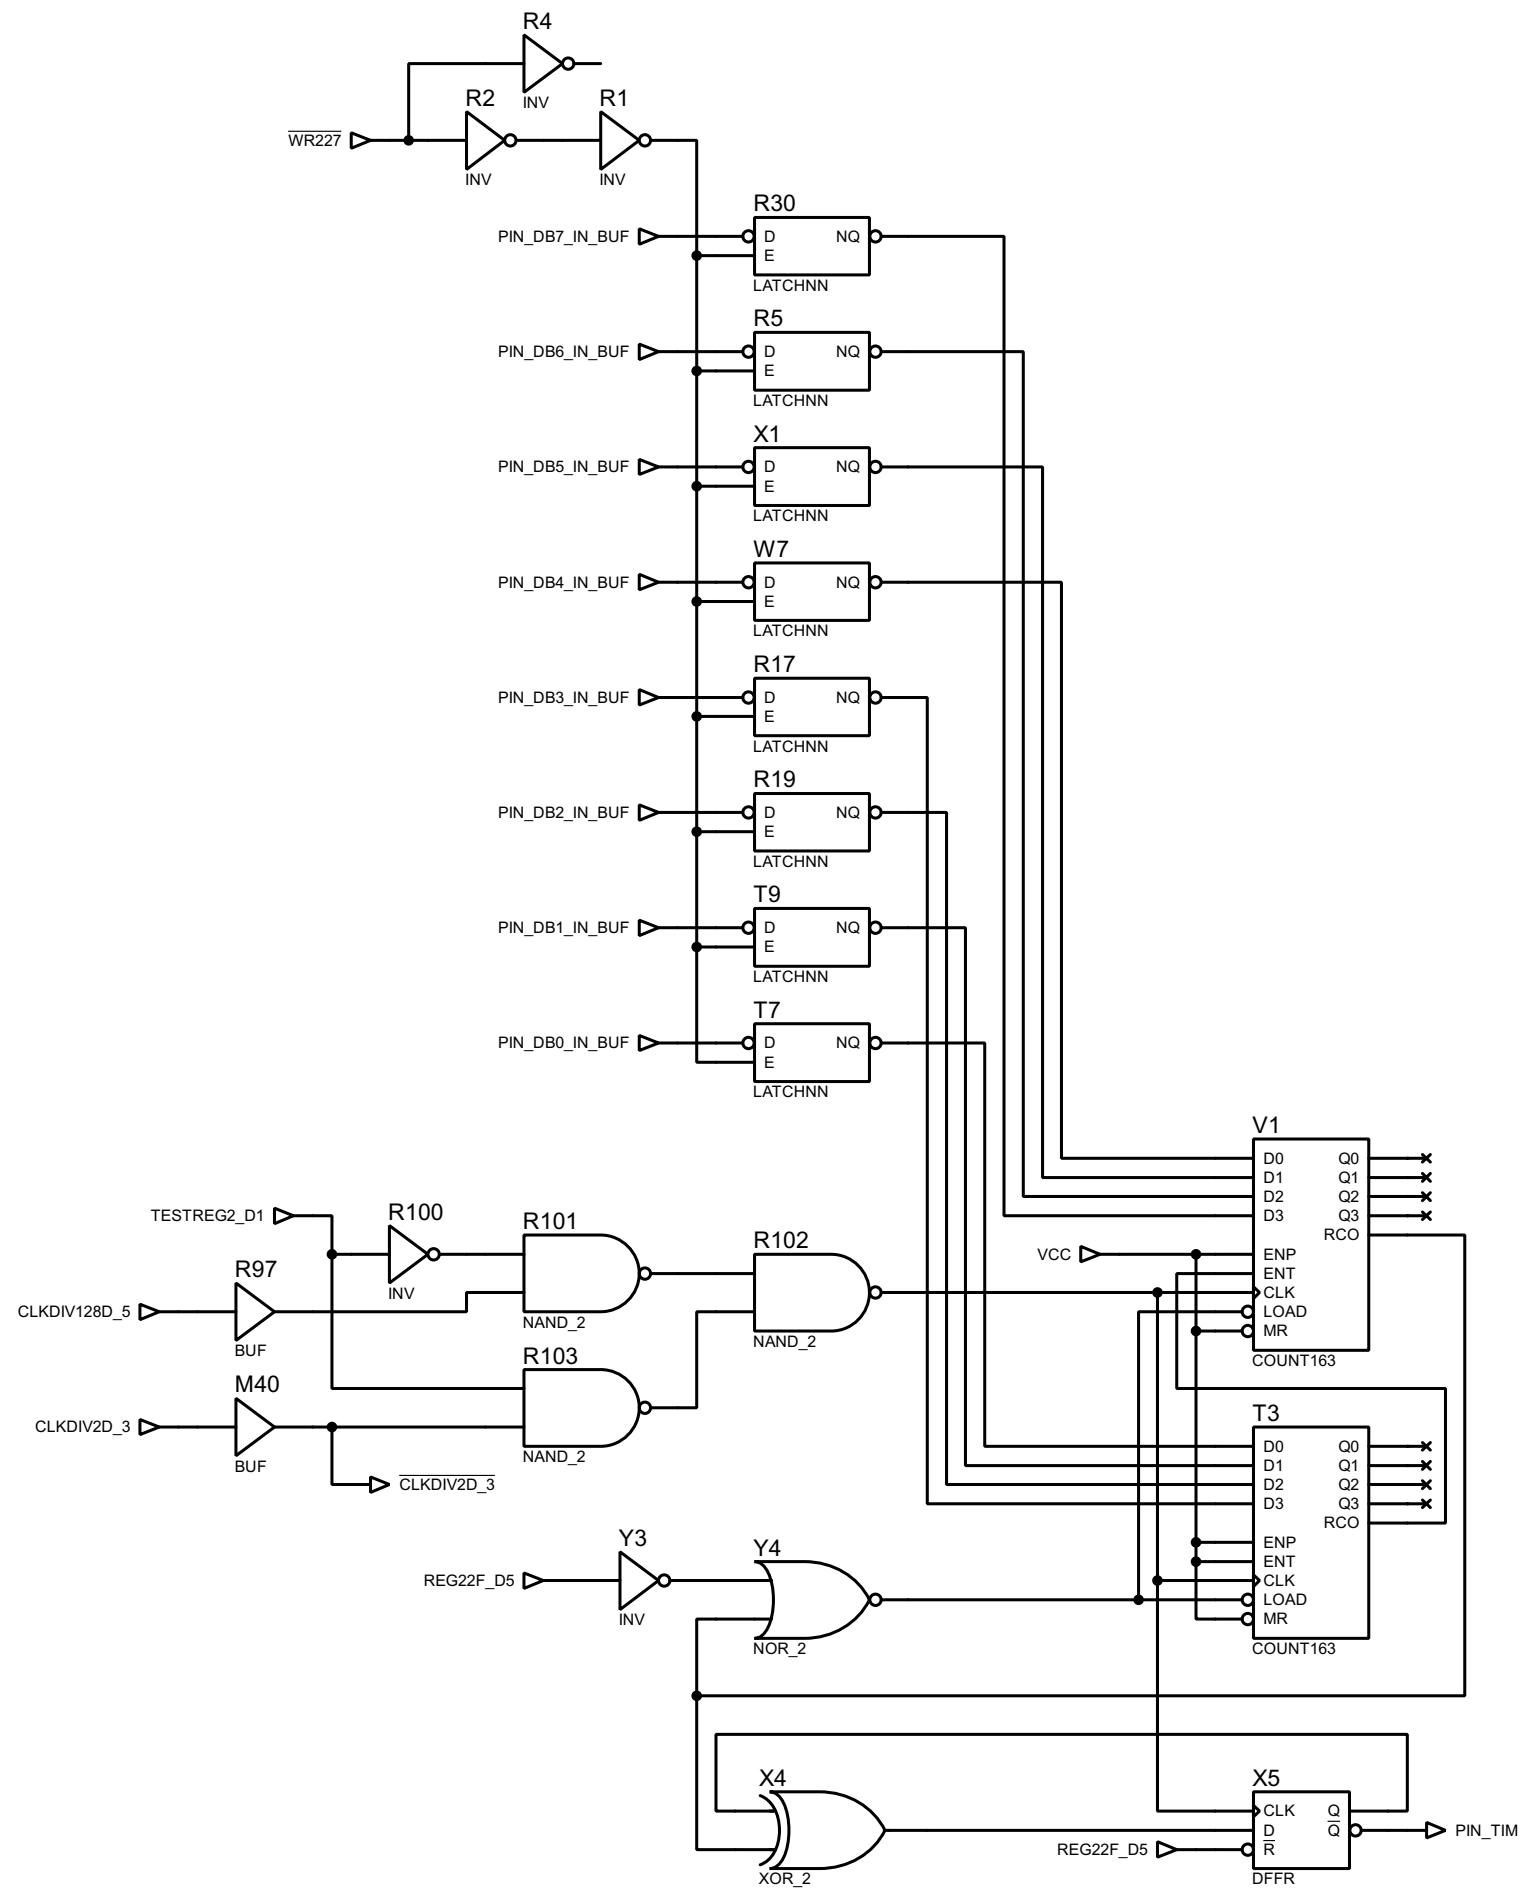 R4
INV
R2
R1
WR227
INV
INV
R30
PIN_DB7_IN_BUF
D
NQ
E
LATCHNN
R5
PIN_DB6_IN_BUF
D
NQ
E
LATCHNN
X1
PIN_DB5_IN_BUF
D
NQ
E
LATCHNN
W7
PIN_DB4_IN_BUF
D
NQ
E
LATCHNN
R17
PIN_DB3_IN_BUF
D
NQ
E
LATCHNN
R19
PIN_DB2_IN_BUF
D
NQ
E
LATCHNN
T9
PIN_DB1_IN_BUF
D
NQ
E
LATCHNN
T7
PIN_DB0_IN_BUF
D
NQ
E
LATCHNN
V1
D0
Q0
D1
Q1
D2
Q2
D3
Q3
RCO
VCC
ENP
ENT
CLK
LOAD
MR
COUNT163
TESTREG2_D1
R100
INV
R101
NAND_2
R102
NAND_2
R97
CLKDIV128D_5
BUF
R103
NAND_2
M40
CLKDIV2D_3
BUF
CLKDIV2D_3
T3
D0
Q0
D1
Q1
D2
Q2
D3
Q3
RCO
ENP
ENT
CLK
LOAD
MR
COUNT163
Y3
REG22F_D5
INV
Y4
NOR_2
X4
XOR_2
X5
CLK
Q
D
Q
R
REG22F_D5
DFFR
PIN_TIM